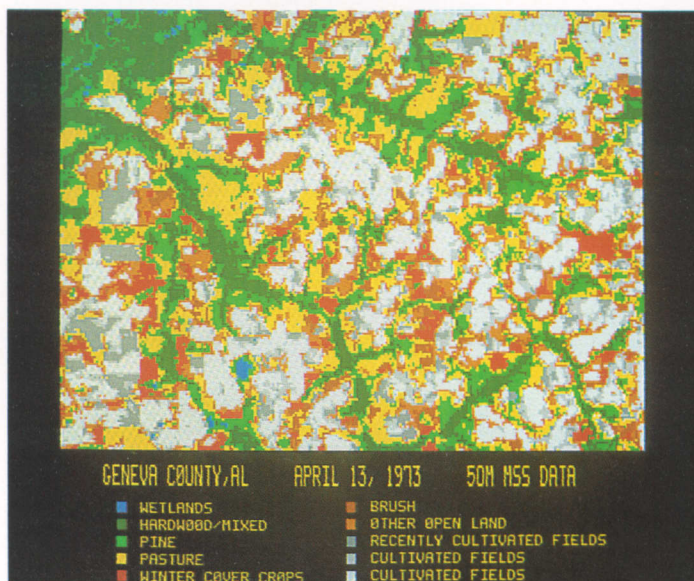 GENEVA COUNTY,AL APRIL 13, 1973 50M MSS DATA
WETLANDS
HARDWOOD/MIXED
PINE
PASTURE
WINTER COVER CROPS
BRUSH
OTHER OPEN LAND
RECENTLY CULTIVATED FIELDS
CULTIVATED FIELDS
CULTIVATED FIELDS